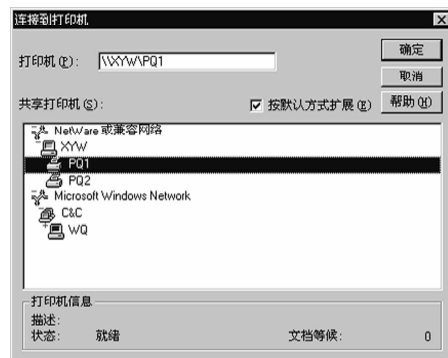 连接到打印机
打印机(P): \\XYW\PQ1
确定
取消
帮助(H)
共享打印机(S): 按默认方式扩展(E)
NetWare 或兼容网络
XYW
PQ1
PQ2
Microsoft Windows Network
C&C
WQ
打印机信息
描述:
状态: 就绪 文档等候: 0